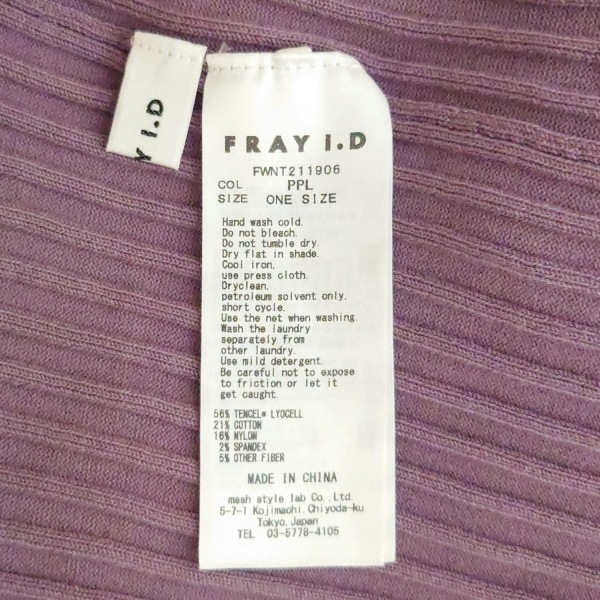 Y I.D
FRAY I.D
FWNT211906
COL PPL
SIZE ONE SIZE
Hand wash cold.
Do not bleach.
Do not tumble dry.
Dry flat in shade.
Cool iron,
use press cloth.
Dryclean,
petroleum solvent only,
short cycle.
Use the net when washing.
Wash the laundry
separately from
other laundry.
Use mild detergent.
Be careful not to expose
to friction or let it
get caught.
56% TENCEL® LYOCELL
21% COTTON
16% NYLON
2% SPANDEX
5% OTHER FIBER
MADE IN CHINA
mash style lab Co., Ltd.
5-7-1 Kojimachi, Chiyoda-ku
Tokyo, Japan
TEL 03-5778-4105